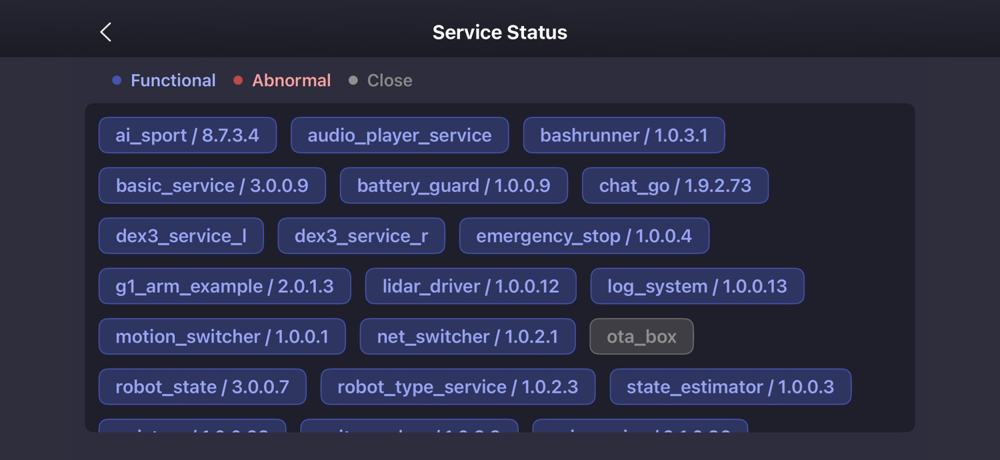 Service Status
Functional Abnormal Close
ai_sport / 8.7.3.4 audio_player_service bashrunner / 1.0.3.1
basic_service / 3.0.0.9 battery_guard / 1.0.0.9 chat_go / 1.9.2.73
dex3_service_l dex3_service_r emergency_stop / 1.0.0.4
g1_arm_example / 2.0.1.3 lidar_driver / 1.0.0.12 log_system / 1.0.0.13
motion_switcher / 1.0.0.1 net_switcher / 1.0.2.1 ota_box
robot_state / 3.0.0.7 robot_type_service / 1.0.2.3 state_estimator / 1.0.0.3